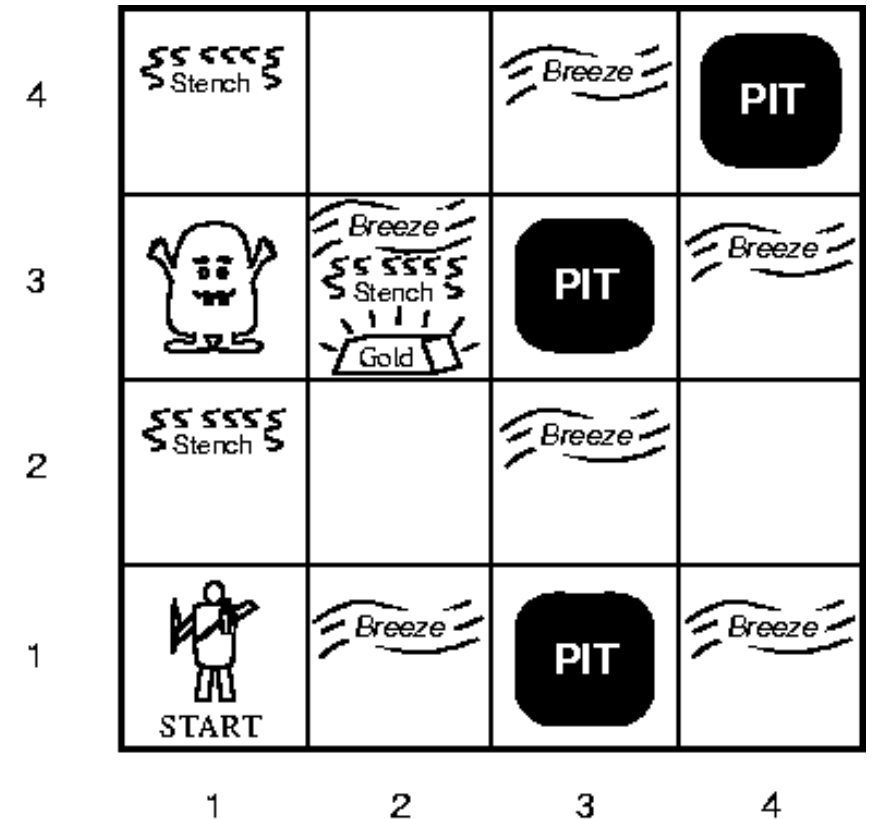 4
Stench
Breeze
PIT
3
Breeze
Stench
Gold
PIT
Breeze
2
Stench
Breeze
1
START
Breeze
PIT
Breeze
1 2 3 4